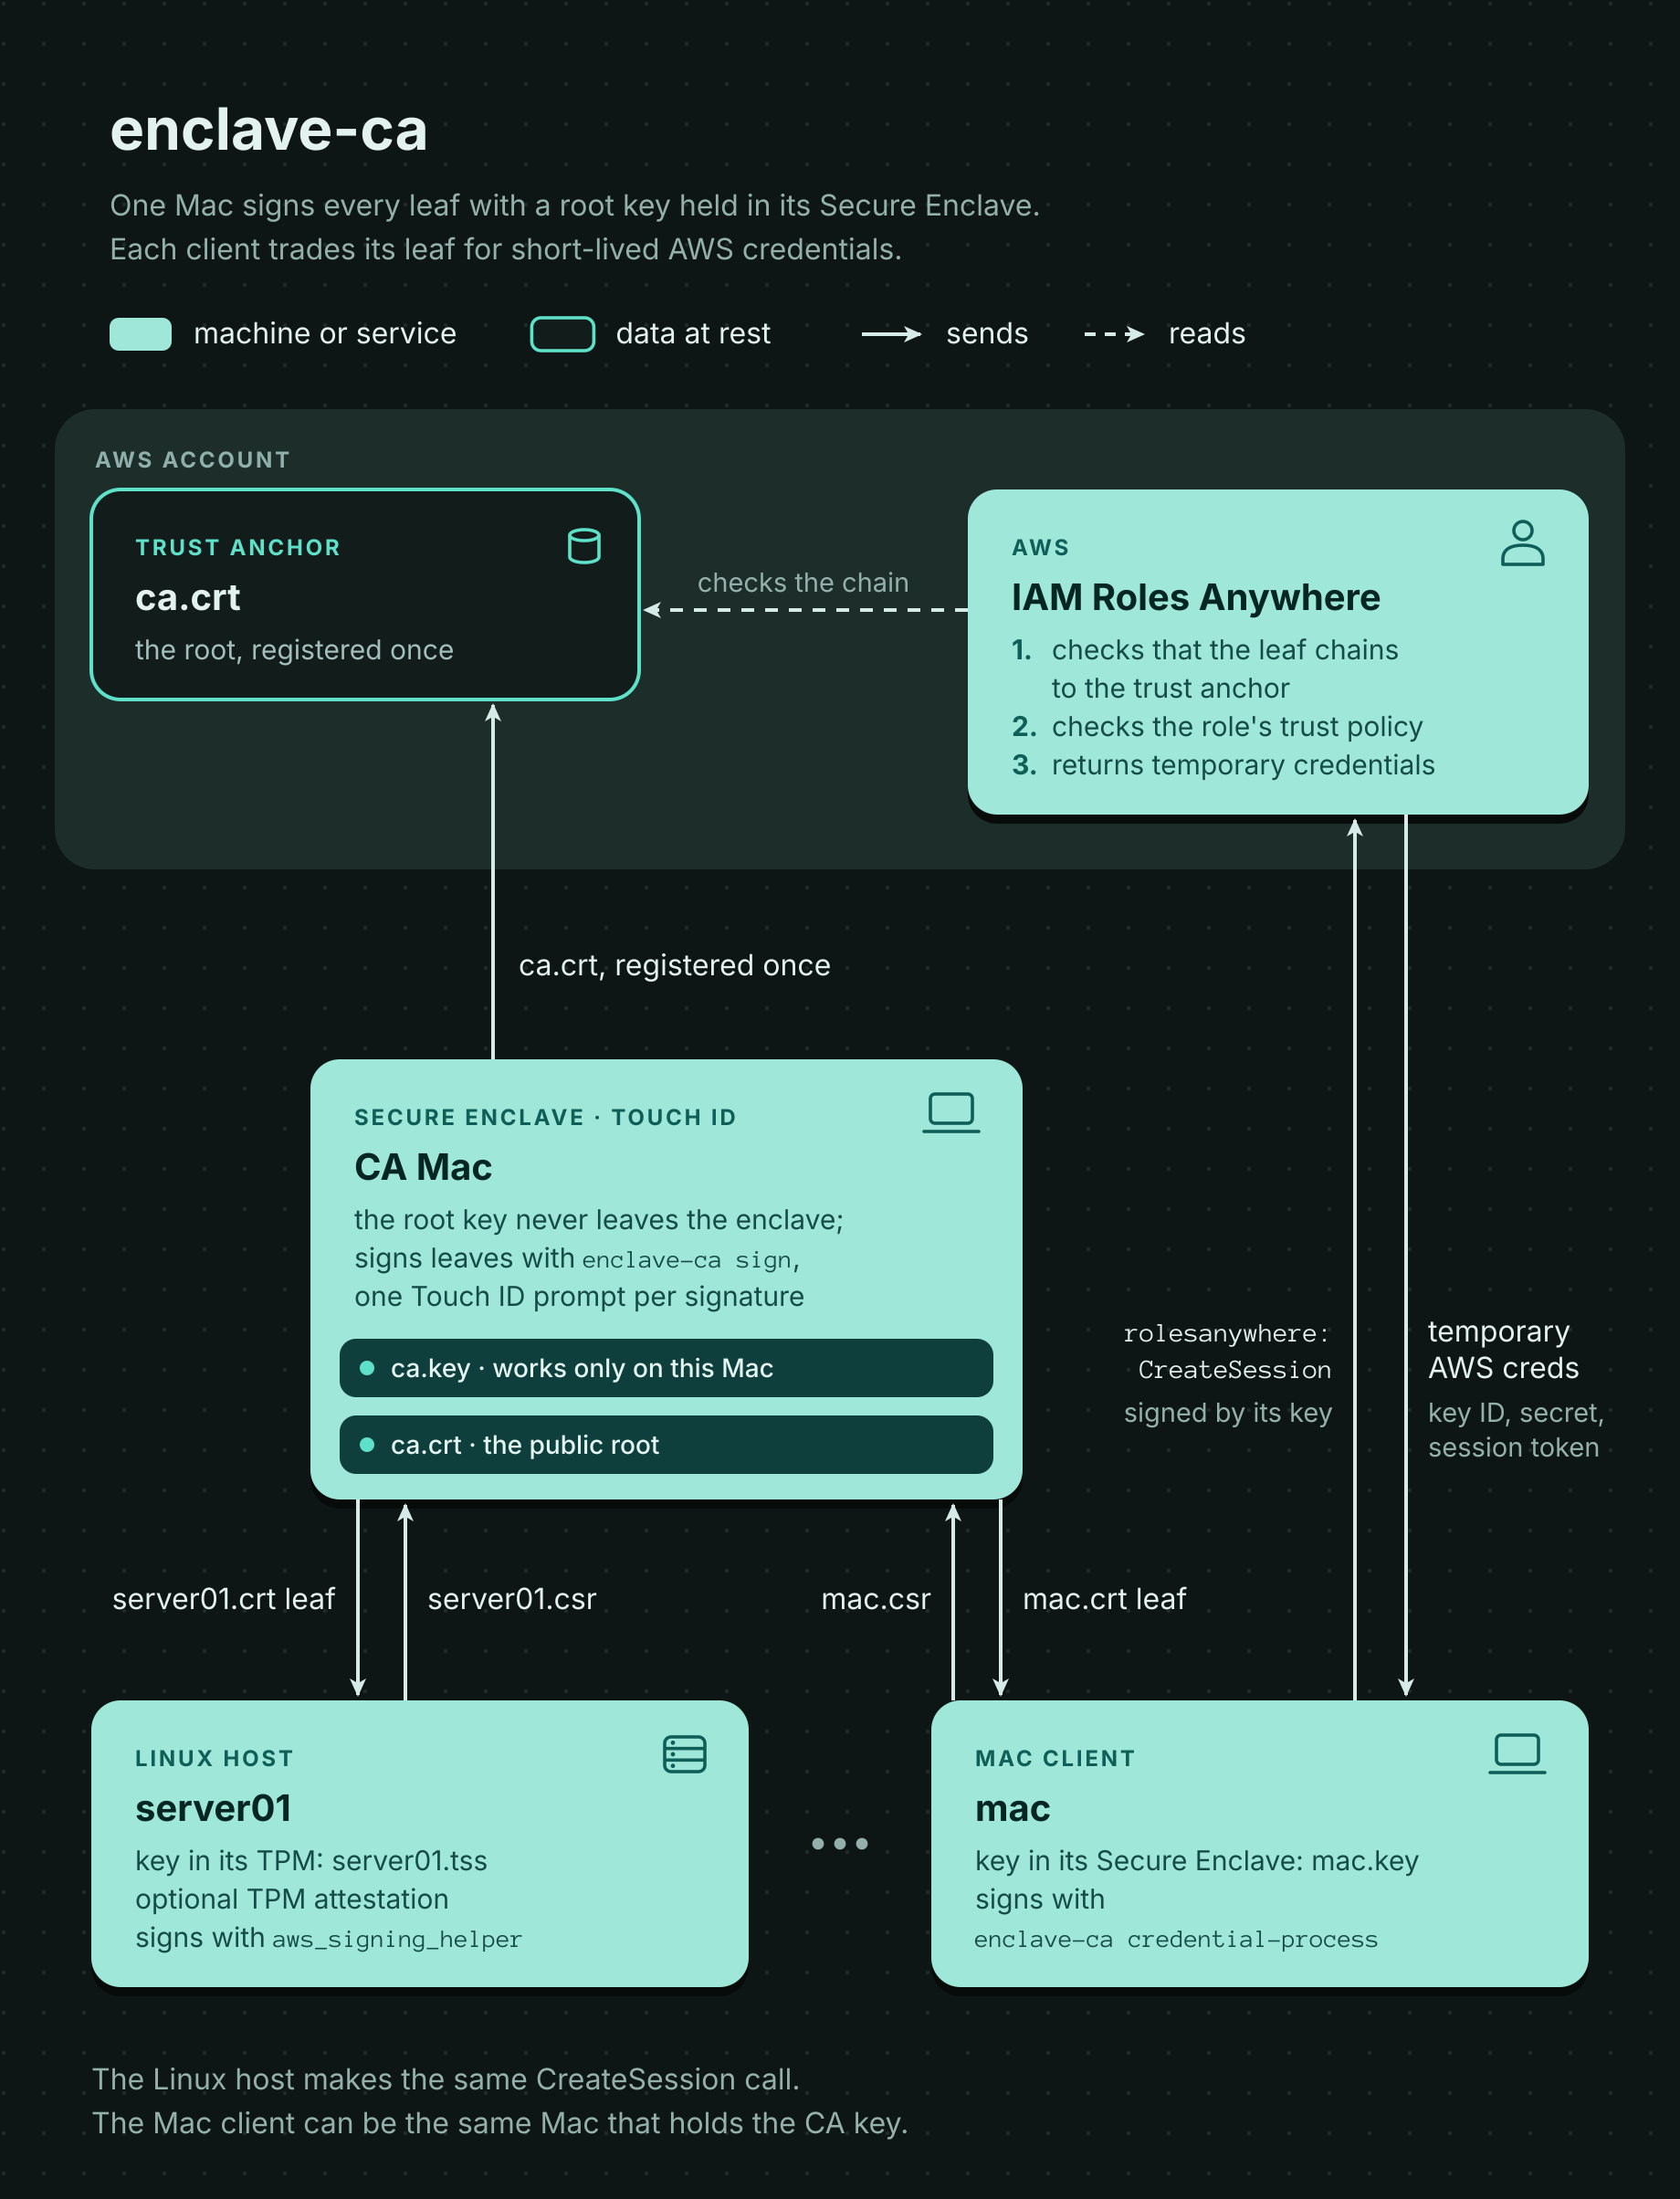 enclave-ca
One Mac signs every leaf with a root key held in its Secure Enclave.
Each client trades its leaf for short-lived AWS credentials.
machine or service
data at rest
sends
reads
AWS ACCOUNT
TRUST ANCHOR
ca.crt
the root, registered once
checks the chain
AWS
IAM Roles Anywhere
1. checks that the leaf chains
to the trust anchor
2. checks the role's trust policy
3. returns temporary credentials
ca.crt, registered once
SECURE ENCLAVE · TOUCH ID
CA Mac
the root key never leaves the enclave;
signs leaves with enclave-ca sign,
one Touch ID prompt per signature
ca.key · works only on this Mac
ca.crt · the public root
rolesanywhere:
CreateSession
signed by its key
temporary
AWS creds
key ID, secret,
session token
server01.crt leaf
server01.csr
mac.csr
mac.crt leaf
LINUX HOST
server01
key in its TPM: server01.tss
optional TPM attestation
signs with aws_signing_helper
MAC CLIENT
mac
key in its Secure Enclave: mac.key
signs with
enclave-ca credential-process
The Linux host makes the same CreateSession call.
The Mac client can be the same Mac that holds the CA key.